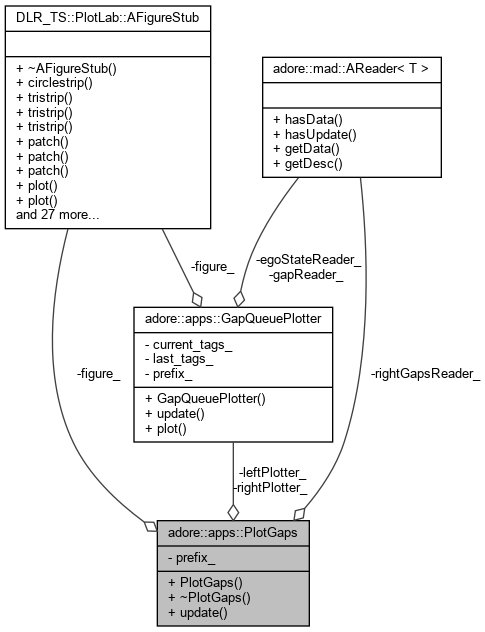 DLR_TS::PlotLab::AFigureStub
+ ~AFigureStub()
+ circlestrip()
+ tristrip()
+ tristrip()
+ tristrip()
+ patch()
+ patch()
+ patch()
+ plot()
+ plot()
and 27 more...
adore::mad::AReader< T >
+ hasData()
+ hasUpdate()
+ getData()
+ getDesc()
-figure_
-egoStateReader_
-gapReader_
adore::apps::GapQueuePlotter
- current_tags_
- last_tags_
- prefix_
+ GapQueuePlotter()
+ update()
+ plot()
-figure_
-rightGapsReader_
-leftPlotter_
-rightPlotter_
adore::apps::PlotGaps
- prefix_
+ PlotGaps()
+ ~PlotGaps()
+ update()